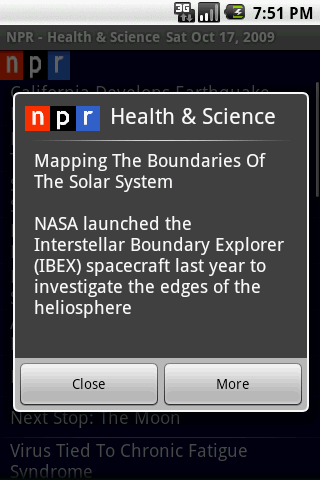 3G 7:51 PM
NPR - Health & Science Sat Oct 17, 2009
n p r
California Develops Earthquake
n p r Health & Science
Mapping The Boundaries Of
The Solar System
NASA launched the
Interstellar Boundary Explorer
(IBEX) spacecraft last year to
investigate the edges of the
heliosphere
Close More
Next Stop: The Moon
Virus Tied To Chronic Fatigue
Syndrome